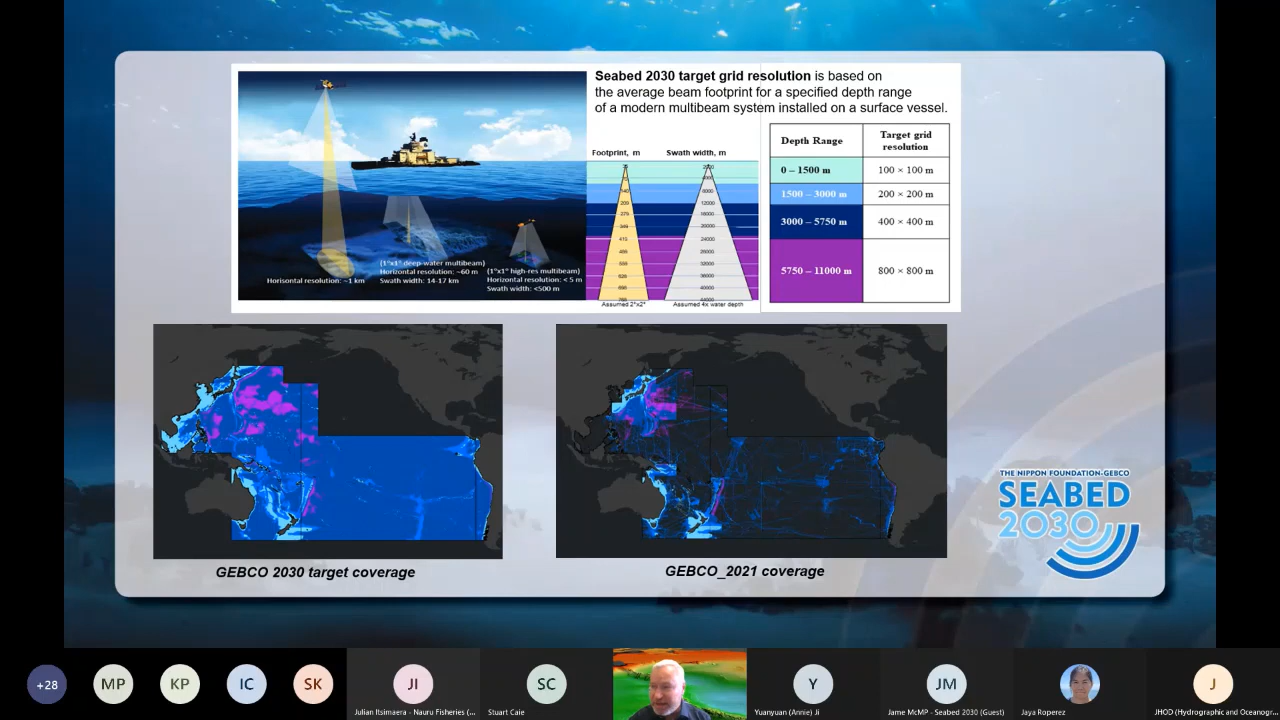 Seabed 2030 target grid resolution is based on
the average beam footprint for a specified depth range
of a modern multibeam system installed on a surface vessel.
Footprint, m
Swath width, m
Depth Range
Target grid
resolution
0 – 1500 m
100 × 100 m
1500 – 3000 m
200 × 200 m
3000 – 5750 m
400 × 400 m
5750 – 11000 m
800 × 800 m
Horisontal resolution: ~1 km
(1°x1° deep-water multibeam)
Horizontal resolution: ~60 m
Swath width: 14-17 km
(1°x1° high-res multibeam)
Horizontal resolution: < 5 m
Swath width: <500 m
Assumed 2°x2°
Assumed 4x water depth
GEBCO 2030 target coverage
GEBCO_2021 coverage
THE NIPPON FOUNDATION-GEBCO
SEABED
2030
+28
MP
KP
IC
SK
JI
SC
Y
JM
J
Julian Itsimaera - Nauru Fisheries (...
Stuart Caie
Yuanyuan (Annie) Ji
Jame McMP - Seabed 2030 (Guest)
Jaya Roperez
JHOD (Hydrographic and Oceanogr...